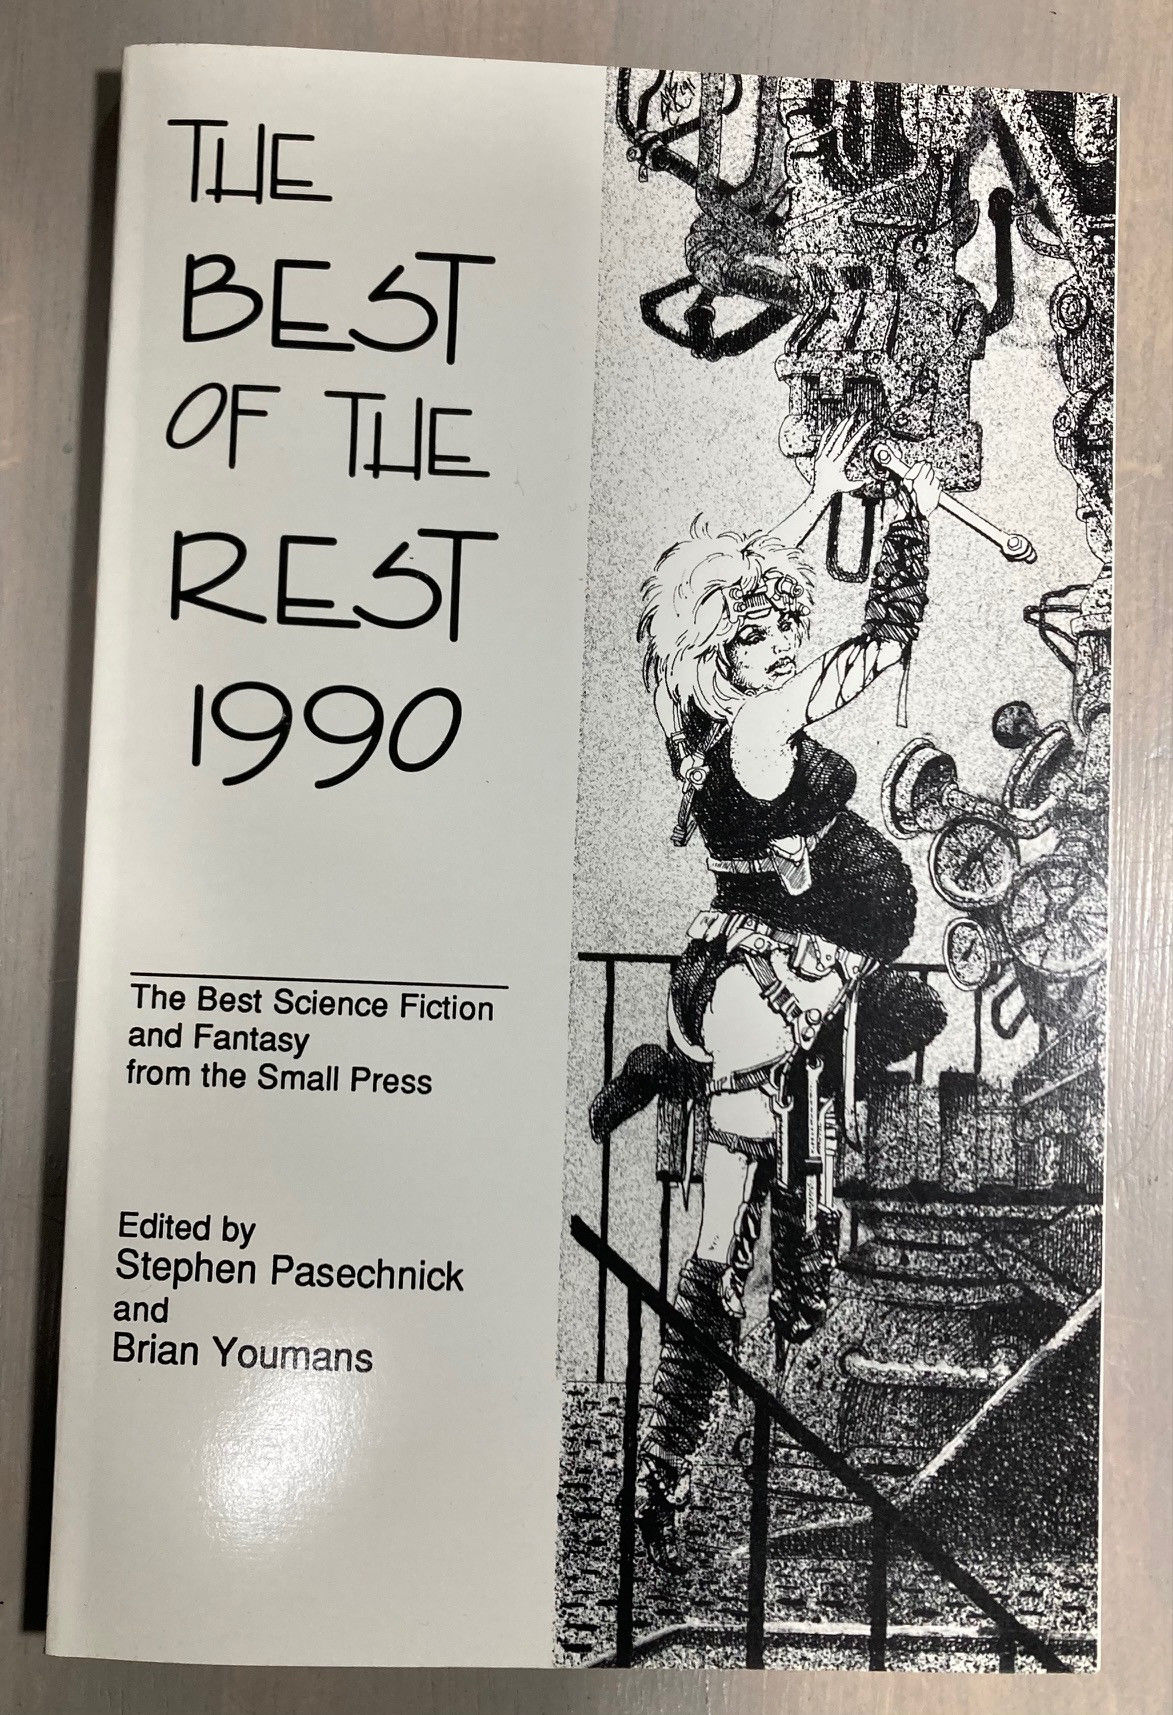 THE
BEST
OF THE
REST
1990
The Best Science Fiction
and Fantasy
from the Small Press
Edited by
Stephen Pasechnick
and
Brian Youmans